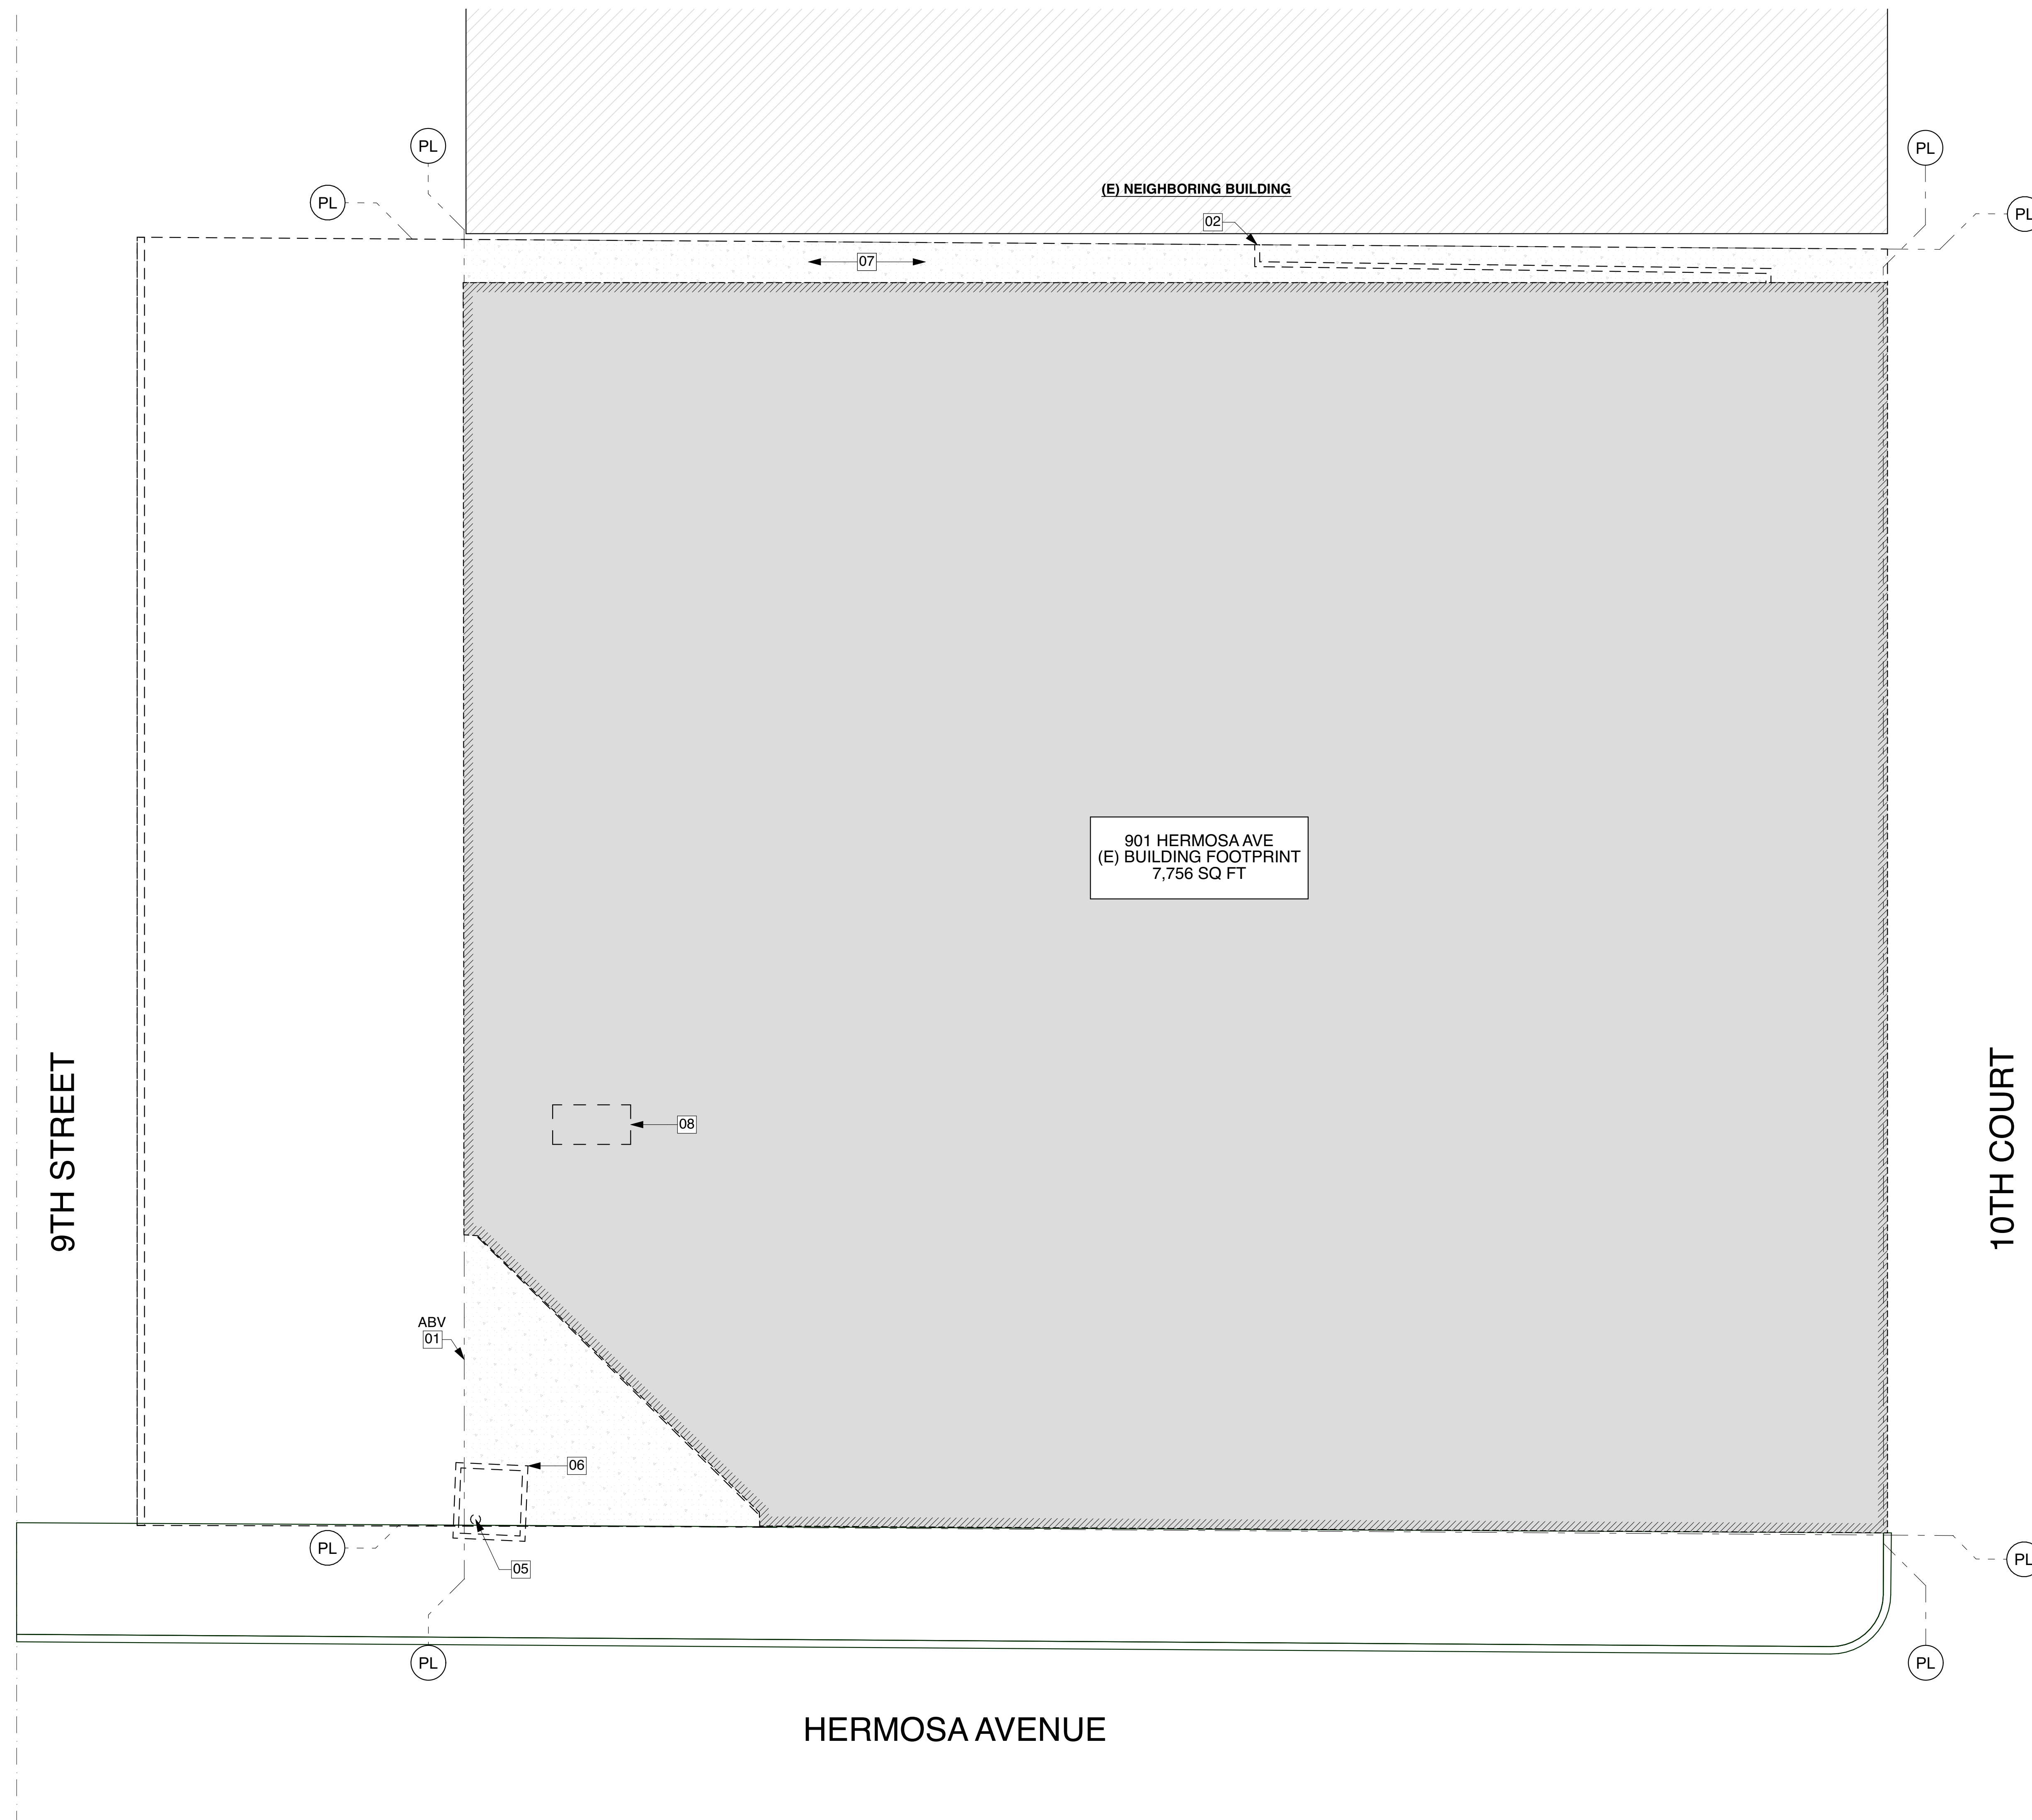 PL
PL
PL
PL
(E) NEIGHBORING BUILDING
02
07
901 HERMOSA AVE
(E) BUILDING FOOTPRINT
7,756 SQ FT
9TH STREET
10TH COURT
08
ABV
01
06
05
PL
PL
PL
PL
HERMOSA AVENUE